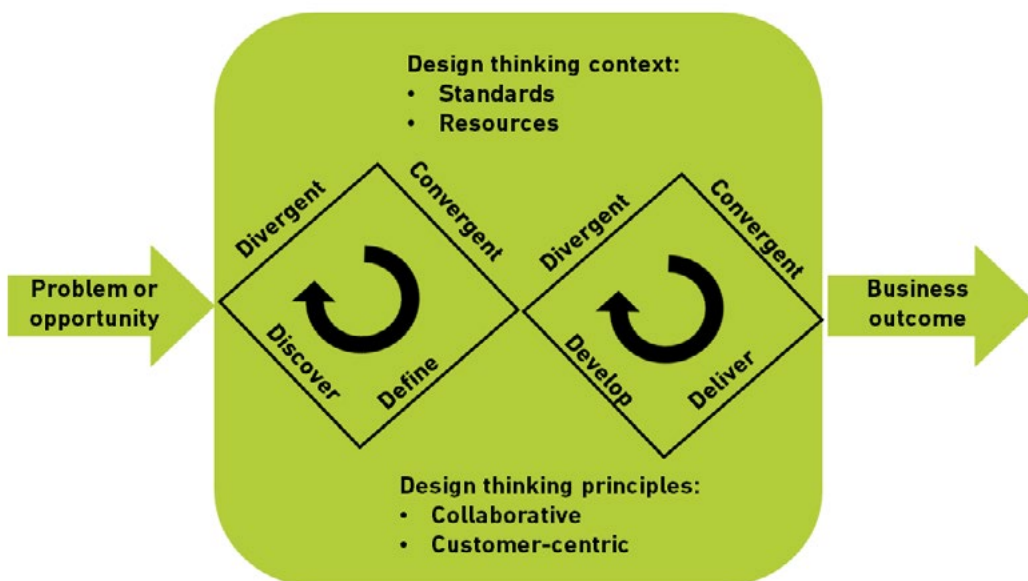 Design thinking context:
• Standards
• Resources
Divergent
Convergent
Divergent
Convergent
Problem or
opportunity
Business
outcome
Discover
Define
Develop
Deliver
Design thinking principles:
• Collaborative
• Customer-centric